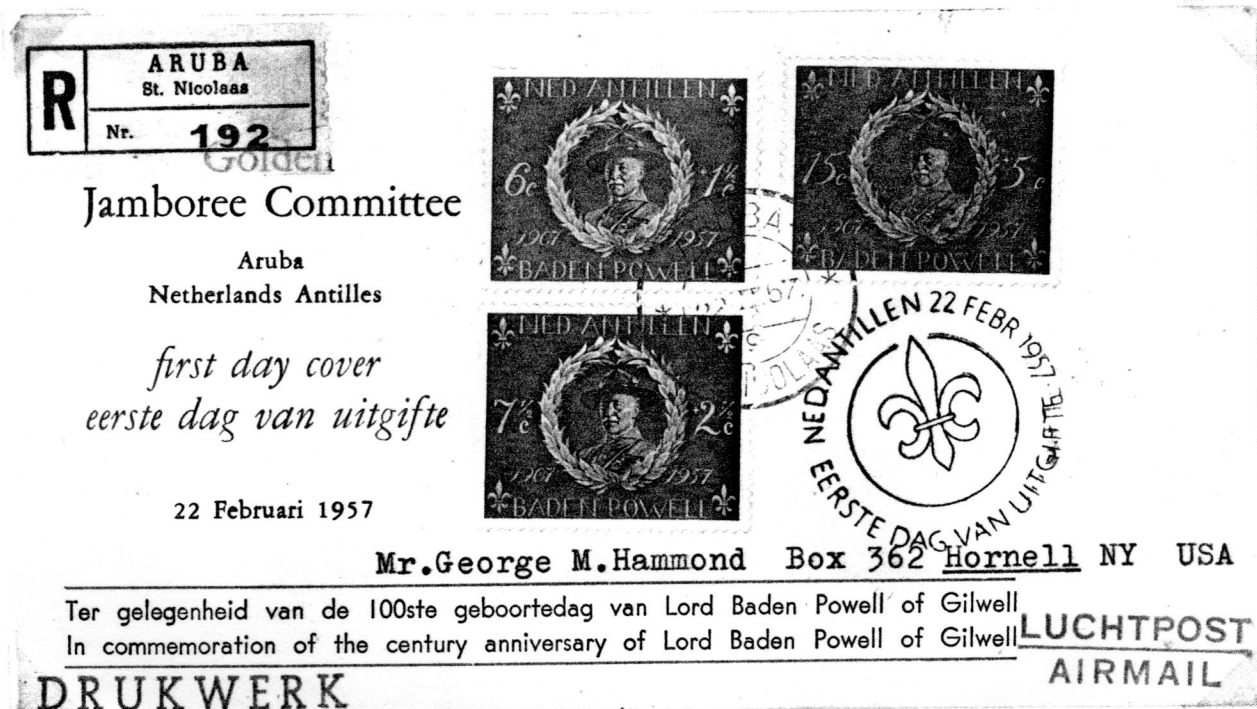 R
ARUBA
St. Nicolaas
Nr. 192
Golden
Jamboree Committee
Aruba
Netherlands Antilles
first day cover
eerste dag van uitgifte
22 Februari 1957
NED ANTILLEN
6c +1½c
1907 1957
BADEN POWELL
NED ANTILLEN
15c +5c
1907 1957
BADEN POWELL
NED ANTILLEN
7½c +2½c
1907 1957
BADEN POWELL
NED ANTILLEN 22 FEBR 1957
EERSTE DAG VAN UITGIFTE
Mr.George M.Hammond Box 362 Hornell NY USA
Ter gelegenheid van de 100ste geboortedag van Lord Baden Powell of Gilwell
In commemoration of the century anniversary of Lord Baden Powell of Gilwell
LUCHTPOST
AIRMAIL
DRUKWERK